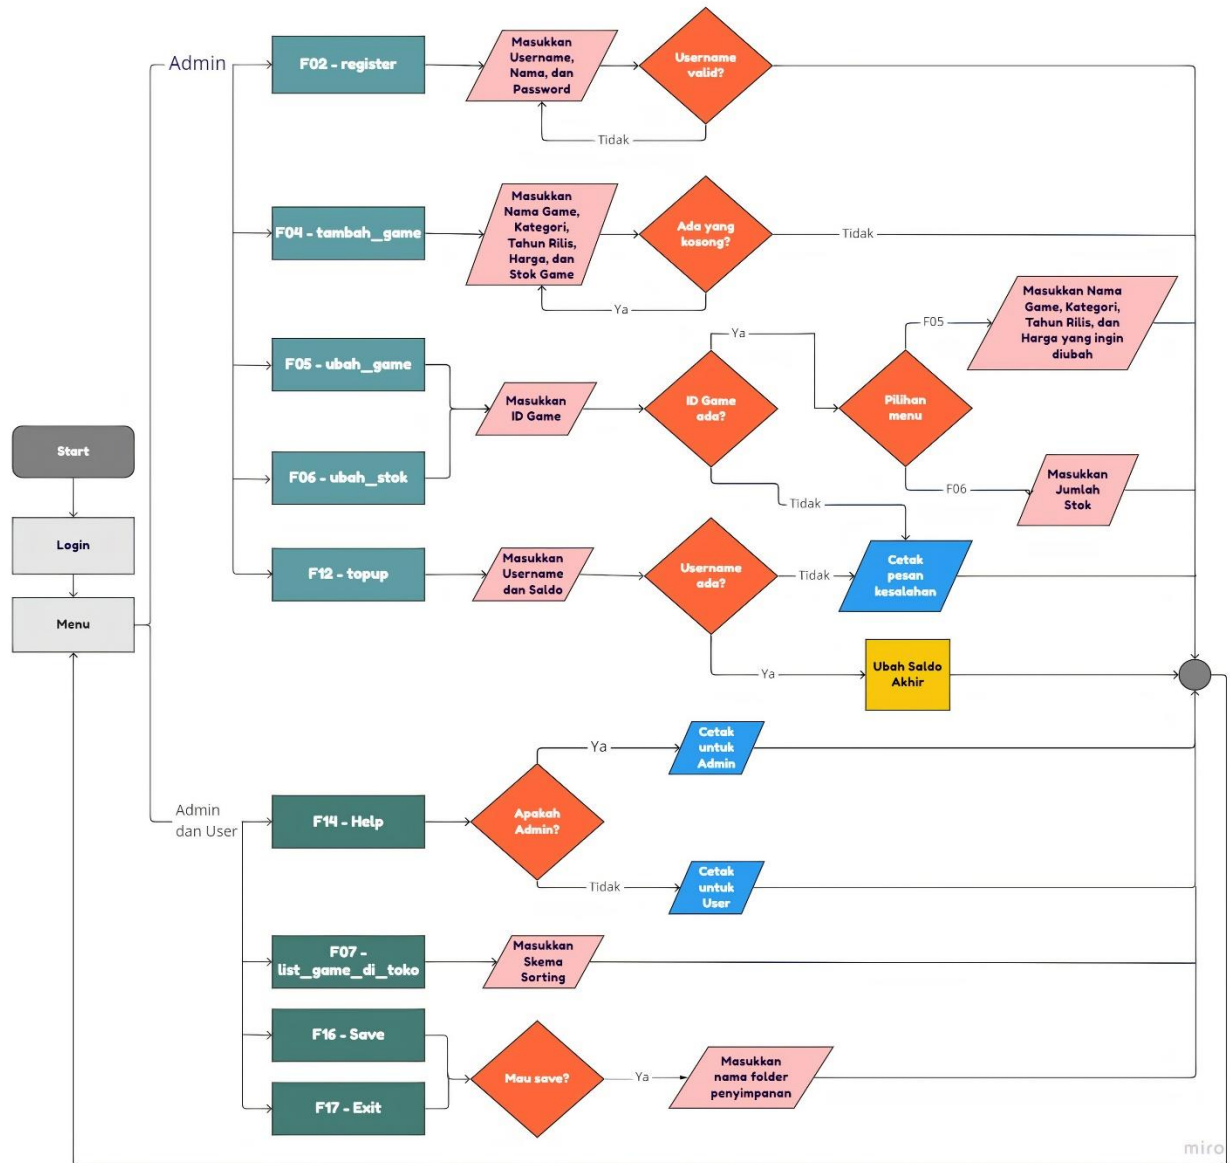 Admin
F02 - register
Masukkan
Username,
Nama, dan
Password
Username
valid?
Tidak
F04 - tambah_game
Masukkan
Nama Game,
Kategori,
Tahun Rilis,
Harga, dan
Stok Game
Ada yang
kosong?
Tidak
Ya
F05 - ubah_game
F06 - ubah_stok
Masukkan
ID Game
ID Game
ada?
Ya
Tidak
Pilihan
menu
F05
Masukkan Nama
Game, Kategori,
Tahun Rilis, dan
Harga yang ingin
diubah
F06
Masukkan
Jumlah
Stok
Start
Login
Menu
F12 - topup
Masukkan
Username
dan Saldo
Username
ada?
Tidak
Cetak
pesan
kesalahan
Ya
Ubah Saldo
Akhir
Admin
dan User
F14 - Help
Apakah
Admin?
Ya
Cetak
untuk
Admin
Tidak
Cetak
untuk
User
F07 -
list_game_di_toko
Masukkan
Skema
Sorting
F16 - Save
F17 - Exit
Mau save?
Ya
Masukkan
nama folder
penyimpanan
miro